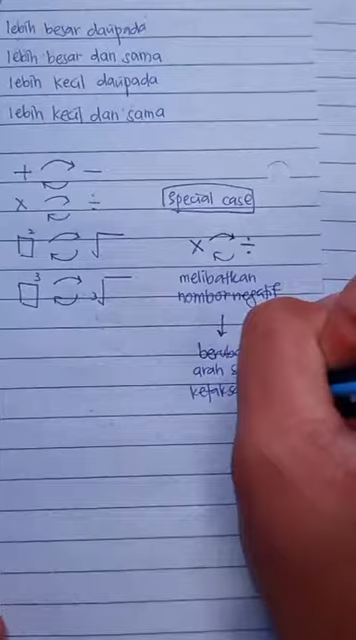 lebih besar daripada
lebih besar dan sama
lebih kecil daripada
lebih kecil dan sama
+ −
× ÷
□² √
□³ ³√
special case
× ÷
melibatkan
nombor negatif
↓
arah